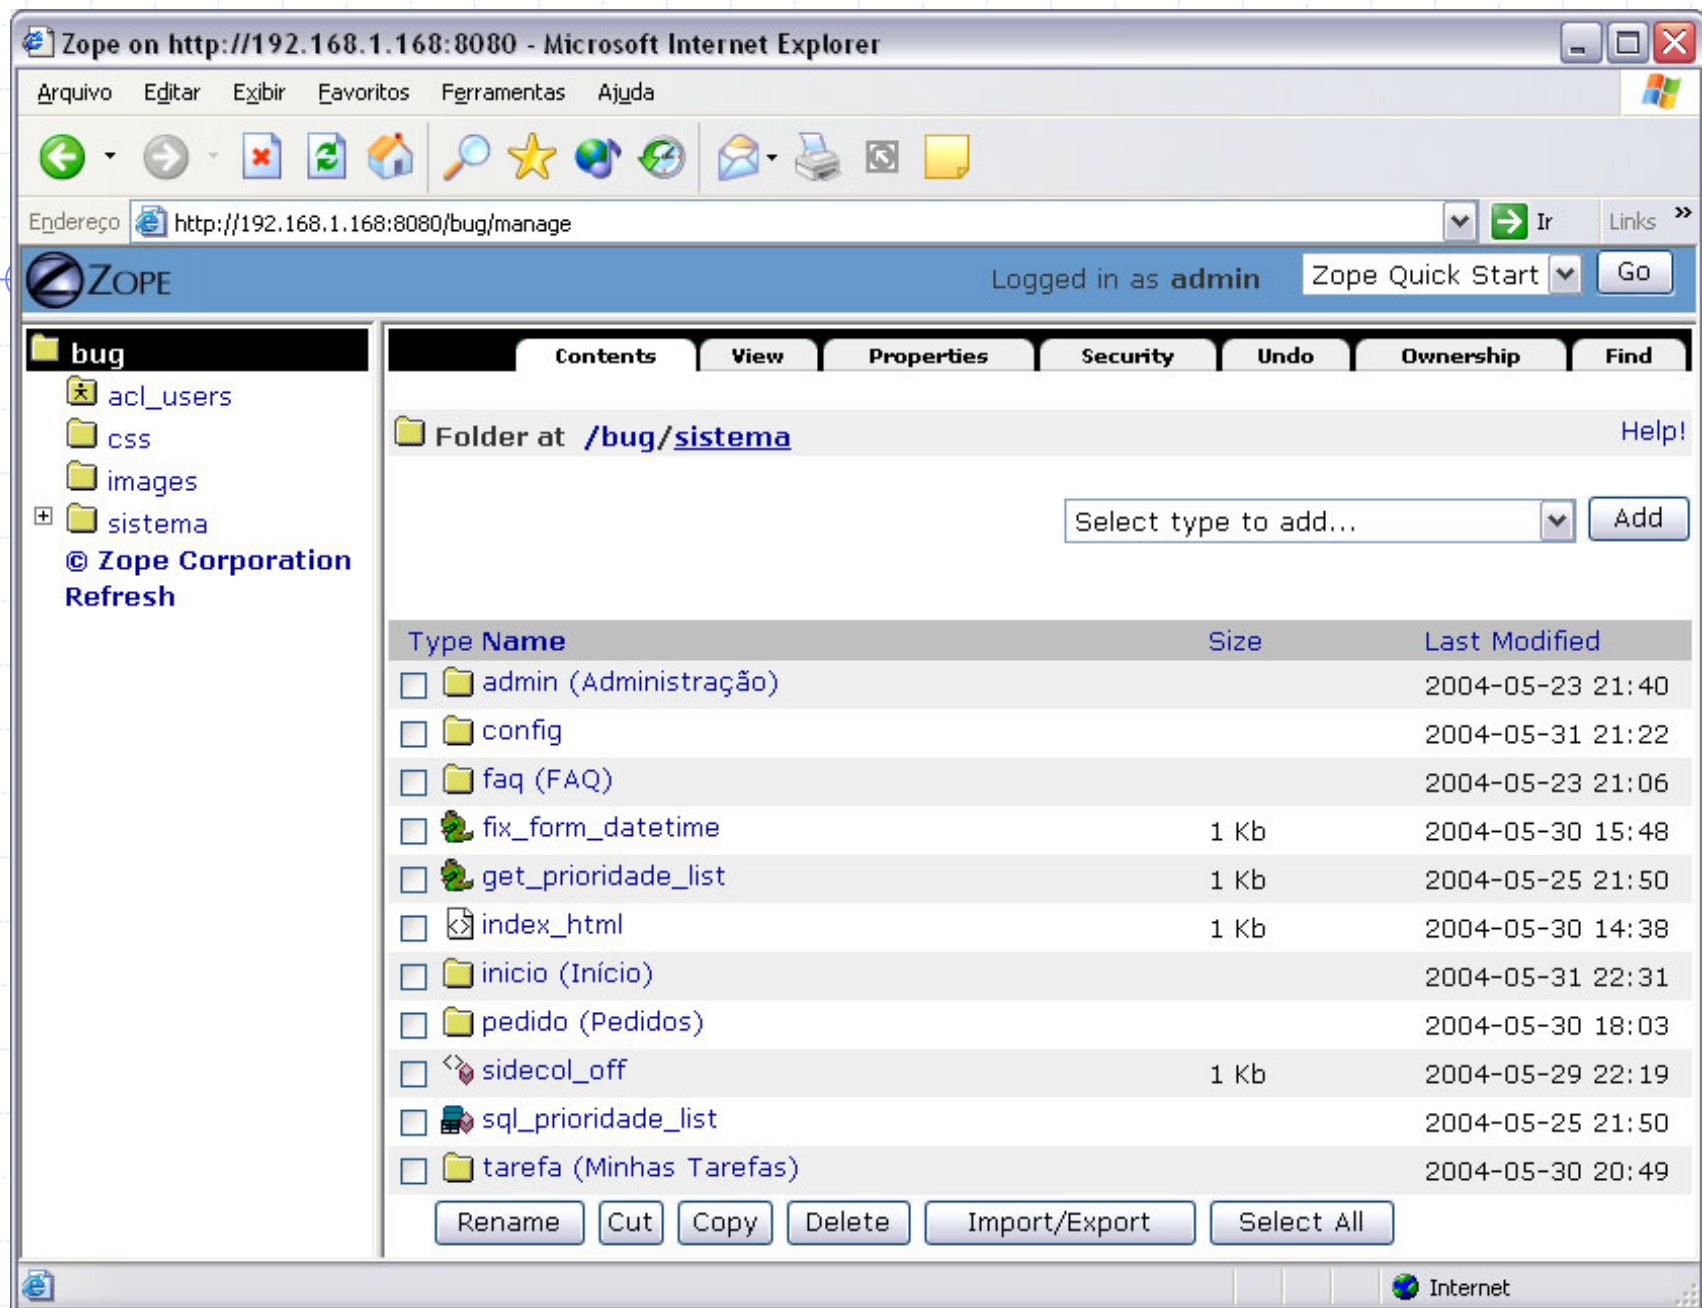 Zope on http://192.168.1.168:8080 - Microsoft Internet Explorer
Arquivo Editar Exibir Favoritos Ferramentas Ajuda
Endereço http://192.168.1.168:8080/bug/manage Ir Links »
ZOPE Logged in as admin Zope Quick Start Go
bug
acl_users
css
images
sistema
© Zope Corporation
Refresh
Contents View Properties Security Undo Ownership Find
Folder at /bug/sistema Help!
Select type to add... Add
Type Name Size Last Modified
admin (Administração) 2004-05-23 21:40
config 2004-05-31 21:22
faq (FAQ) 2004-05-23 21:06
fix_form_datetime 1 Kb 2004-05-30 15:48
get_prioridade_list 1 Kb 2004-05-25 21:50
index_html 1 Kb 2004-05-30 14:38
inicio (Início) 2004-05-31 22:31
pedido (Pedidos) 2004-05-30 18:03
sidecol_off 1 Kb 2004-05-29 22:19
sql_prioridade_list 2004-05-25 21:50
tarefa (Minhas Tarefas) 2004-05-30 20:49
Rename Cut Copy Delete Import/Export Select All
Internet